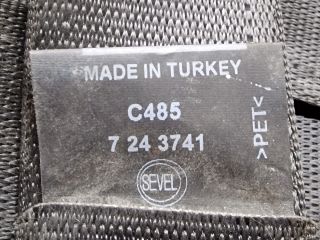 MADE IN TURKEY
C485
7 24 3741
SEVEL
>PET<